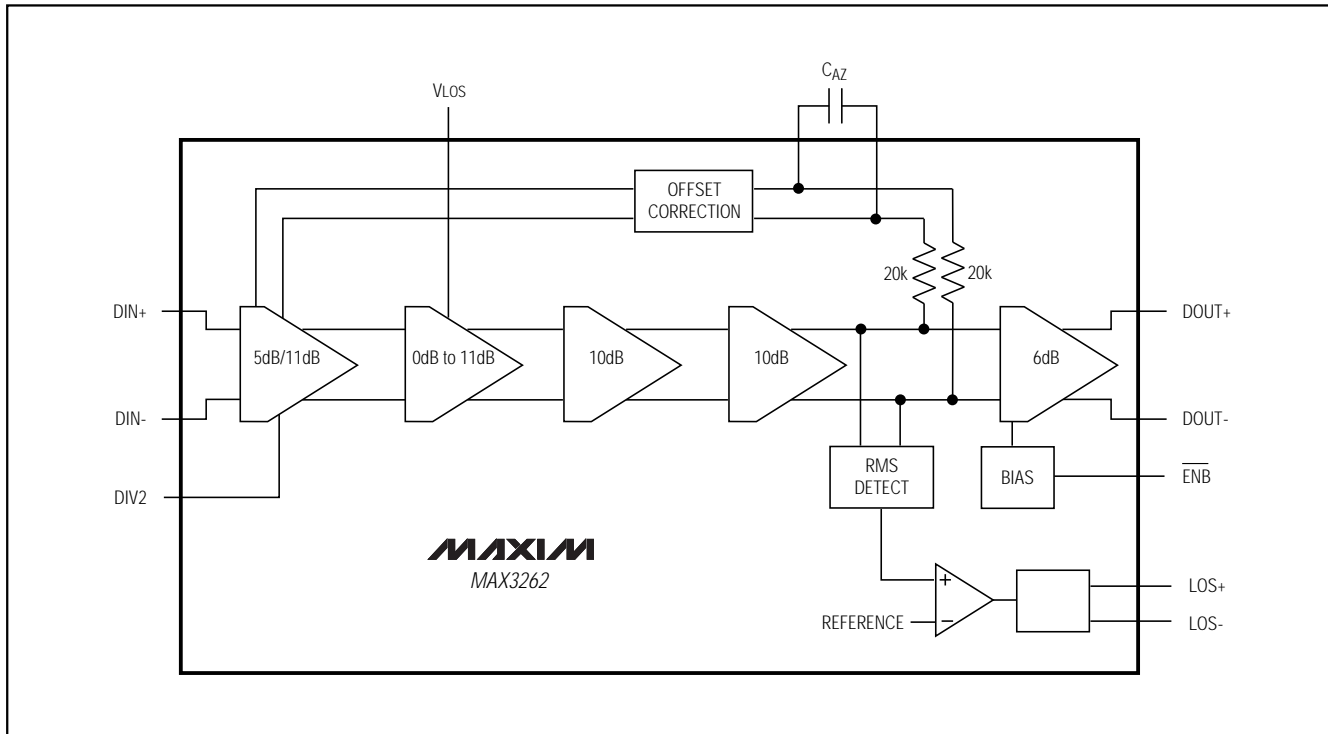 CAZ
VLOS
OFFSET
CORRECTION
20k
20k
DIN+
DOUT+
5dB/11dB
0dB to 11dB
10dB
10dB
6dB
DIN-
DOUT-
RMS
DETECT
BIAS
ENB
DIV2
MAXIM
MAX3262
+
LOS+
REFERENCE
−
LOS-